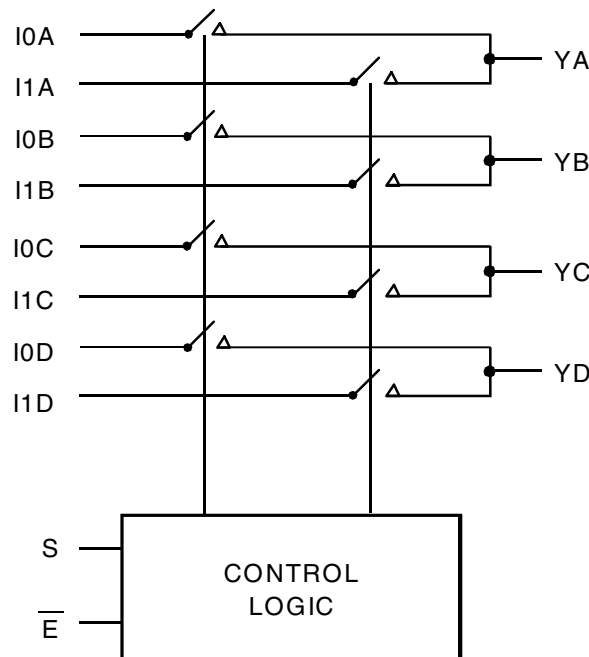 I0A
YA
I1A
I0B
YB
I1B
I0C
YC
I1C
I0D
YD
I1D
S
CONTROL
LOGIC
E̅